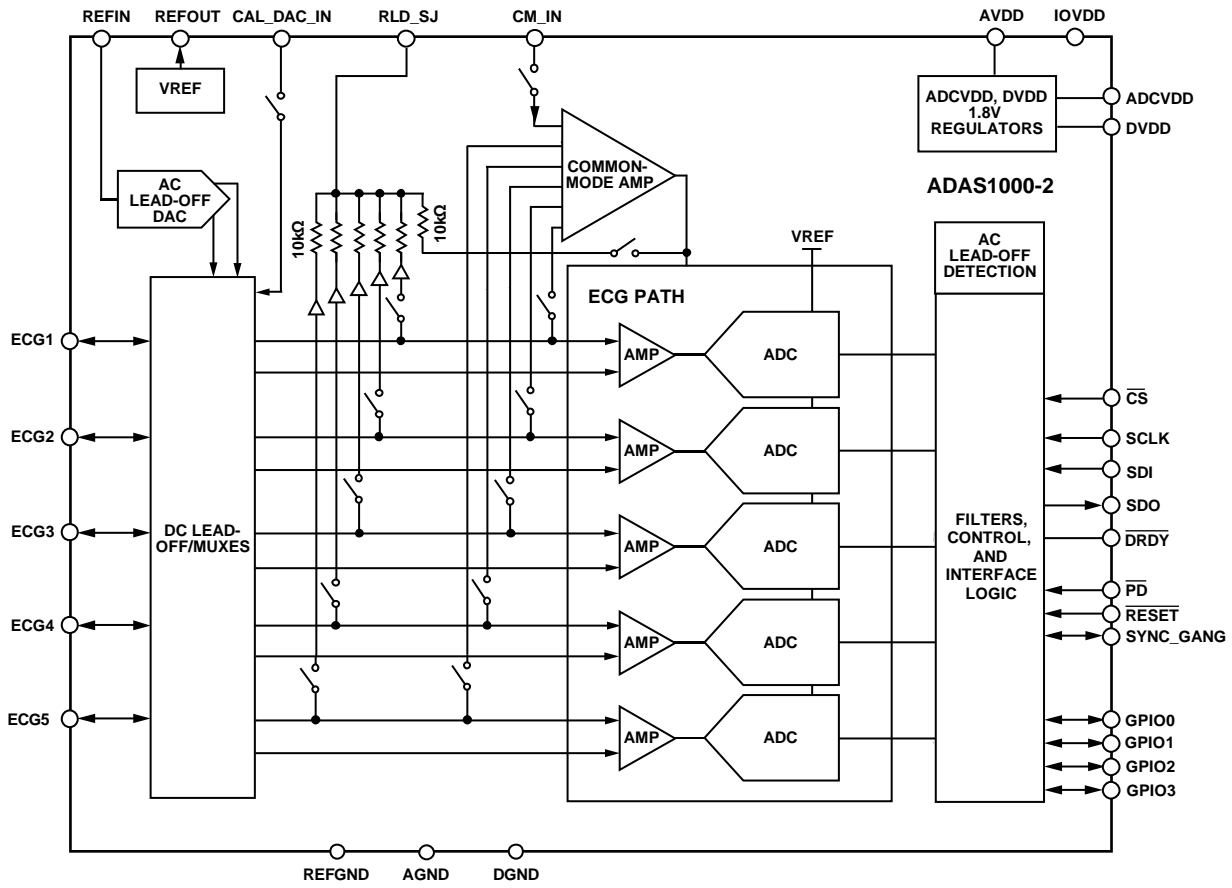 REFIN
REFOUT
CAL_DAC_IN
RLD_SJ
CM_IN
AVDD
IOVDD
VREF
ADCVDD, DVDD
1.8V
REGULATORS
ADCVDD
DVDD
AC
LEAD-OFF
DAC
COMMON-
MODE AMP
ADAS1000-2
10kΩ
10kΩ
VREF
AC
LEAD-OFF
DETECTION
ECG PATH
ECG1
AMP
ADC
CS
ECG2
AMP
ADC
SCLK
SDI
SDO
ECG3
DC LEAD-
OFF/MUXES
AMP
ADC
FILTERS,
CONTROL,
AND
INTERFACE
LOGIC
DRDY
PD
RESET
ECG4
AMP
ADC
SYNC_GANG
ECG5
AMP
ADC
GPIO0
GPIO1
GPIO2
GPIO3
REFGND
AGND
DGND